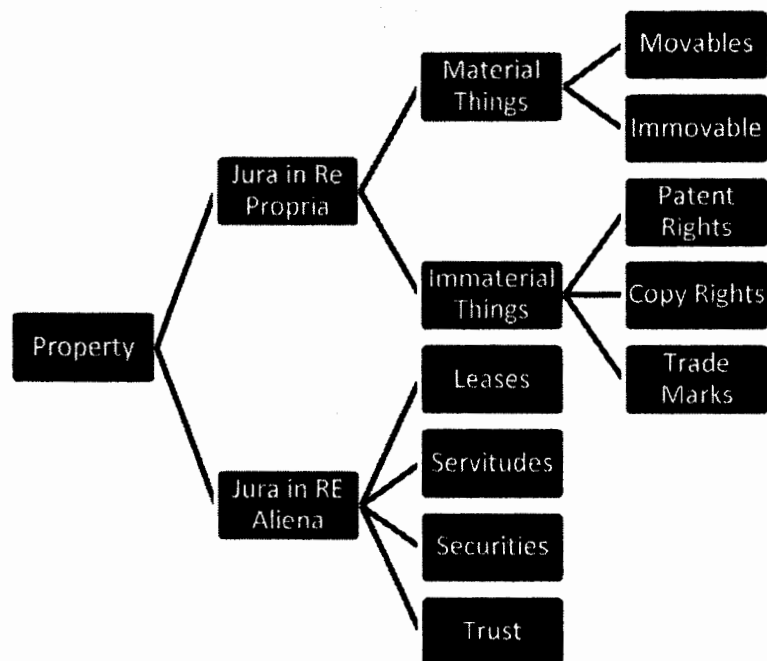 Property
Jura in Re
Propria
Jura in RE
Aliena
Material
Things
Immaterial
Things
Leases
Servitudes
Securities
Trust
Movables
Immovable
Patent
Rights
Copy Rights
Trade
Marks